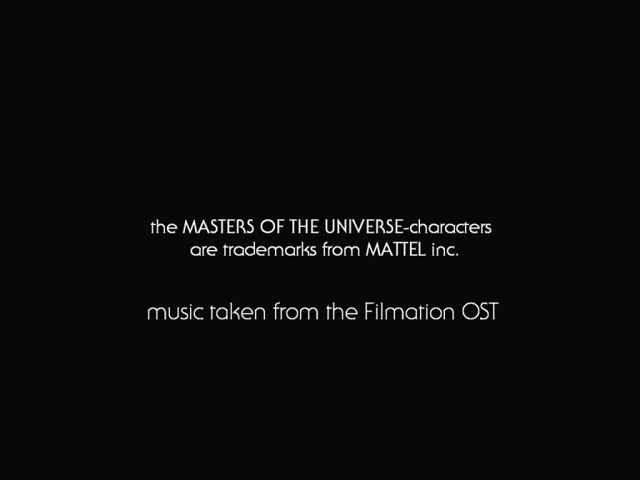 the MASTERS OF THE UNIVERSE-characters
are trademarks from MATTEL inc.
music taken from the Filmation OST